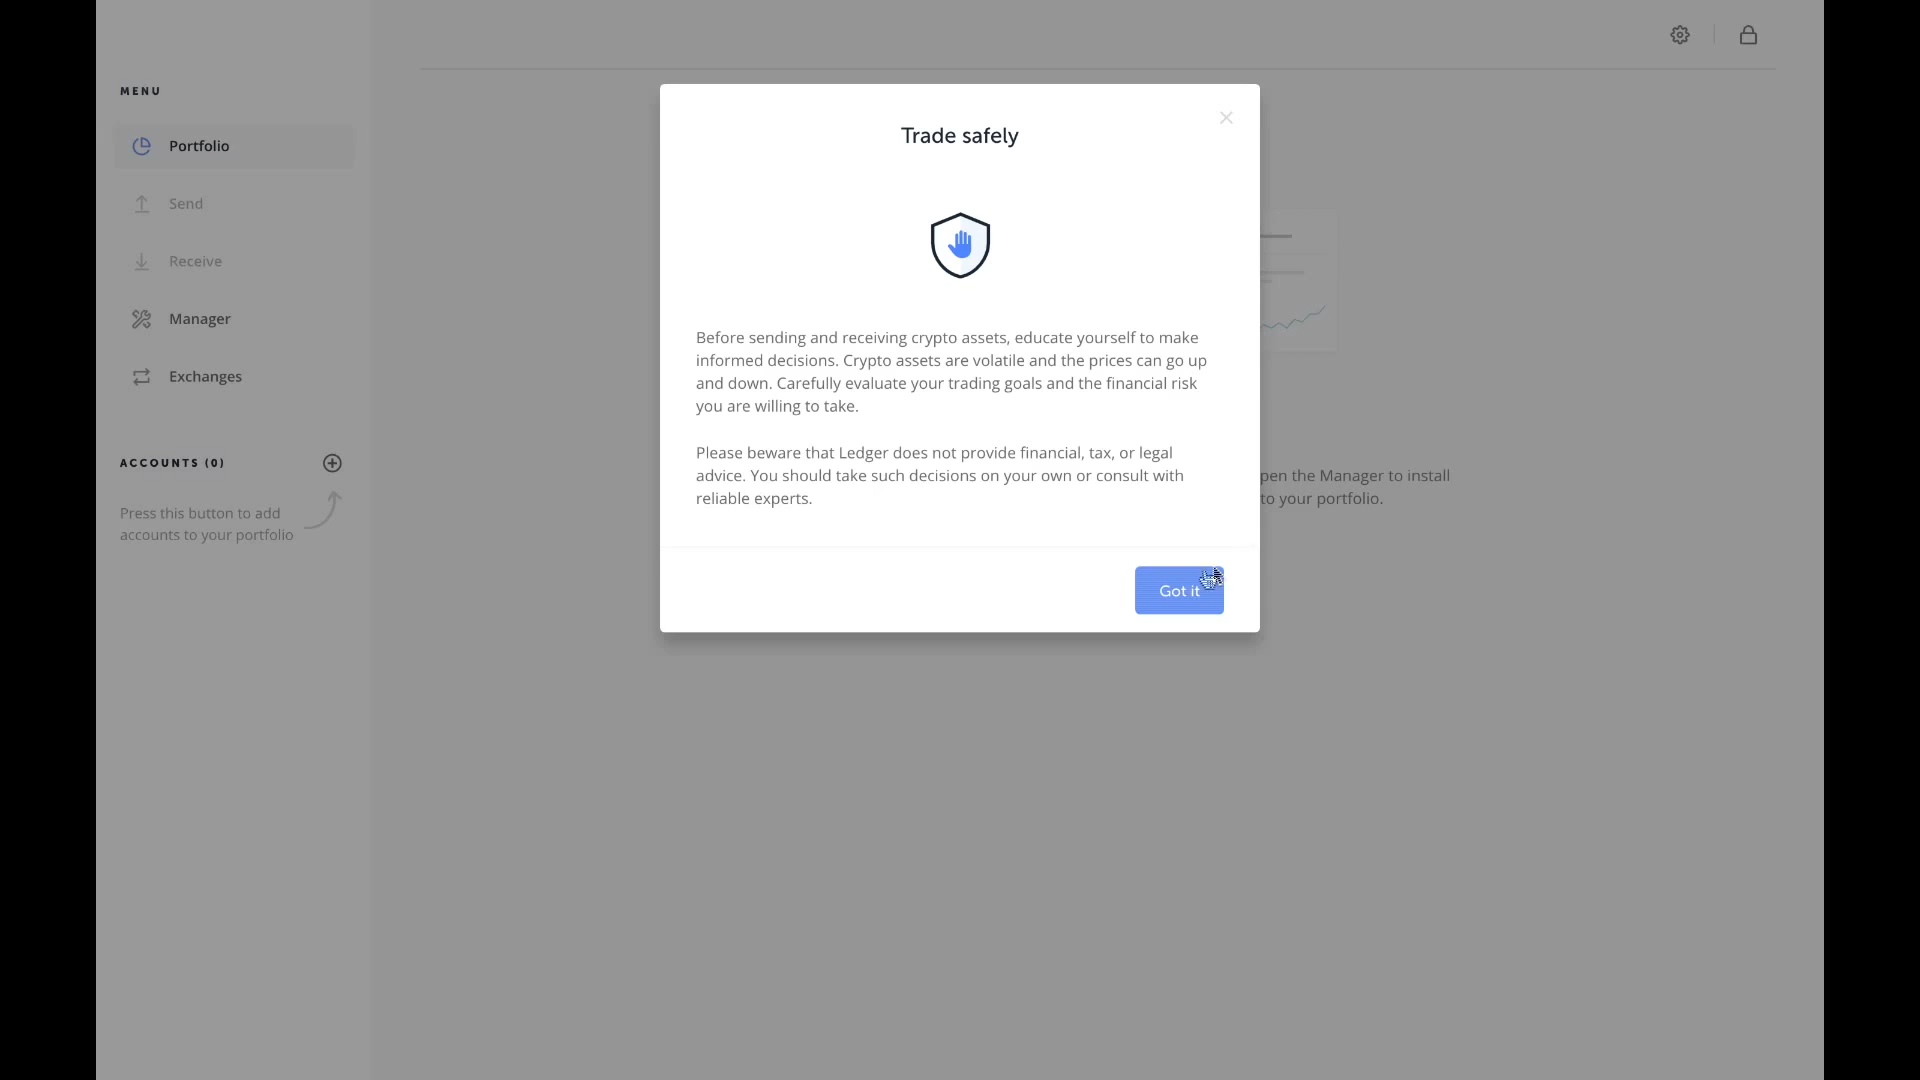 MENU
Portfolio
Send
Receive
Manager
Exchanges
ACCOUNTS (0)
Press this button to add
accounts to your portfolio
Trade safely
Before sending and receiving crypto assets, educate yourself to make
informed decisions. Crypto assets are volatile and the prices can go up
and down. Carefully evaluate your trading goals and the financial risk
you are willing to take.
Please beware that Ledger does not provide financial, tax, or legal
advice. You should take such decisions on your own or consult with
reliable experts.
Got it
the Manager to install
to your portfolio.